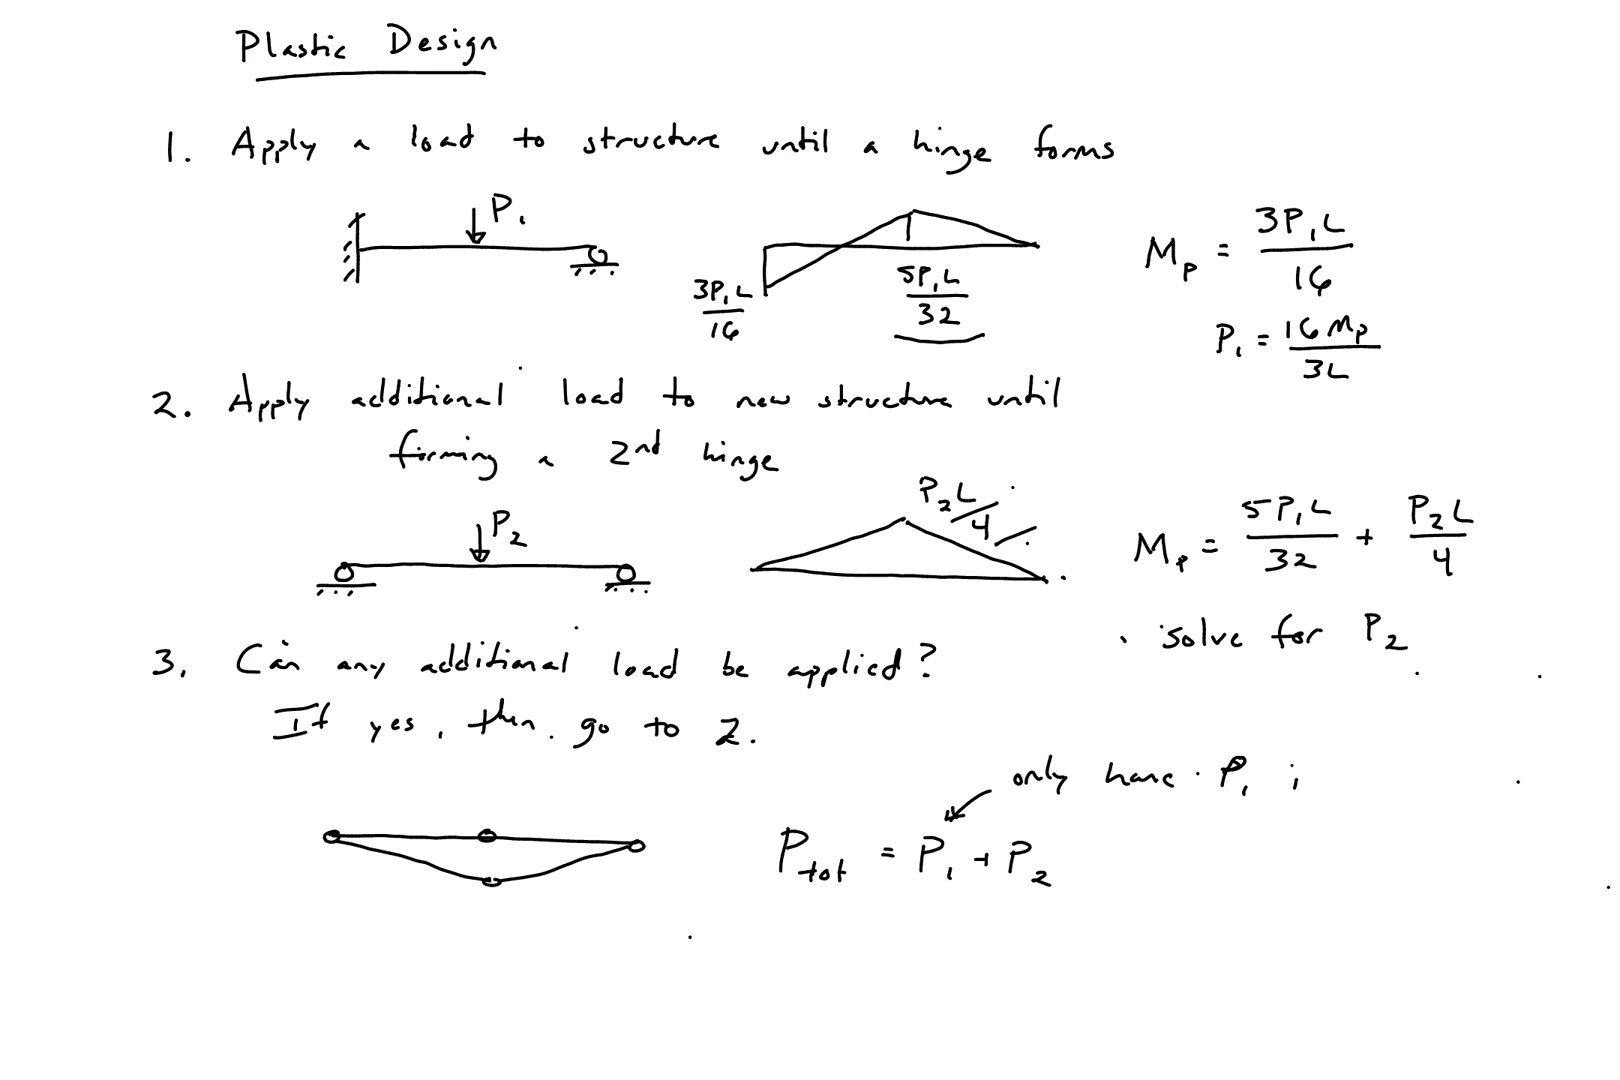 Plastic Design
1. Apply a load to structure until a hinge forms
P₁
3P₁L/16
5P₁L/32
Mp = 3P₁L/16
P₁ = 16Mp/3L
2. Apply additional load to new structure until
forming a 2nd hinge
P₂
P₂L/4
Mp = 5P₁L/32 + P₂L/4
solve for P₂
3. Can any additional load be applied?
If yes, then go to 2.
only have P₁ i
Ptot = P₁ + P₂